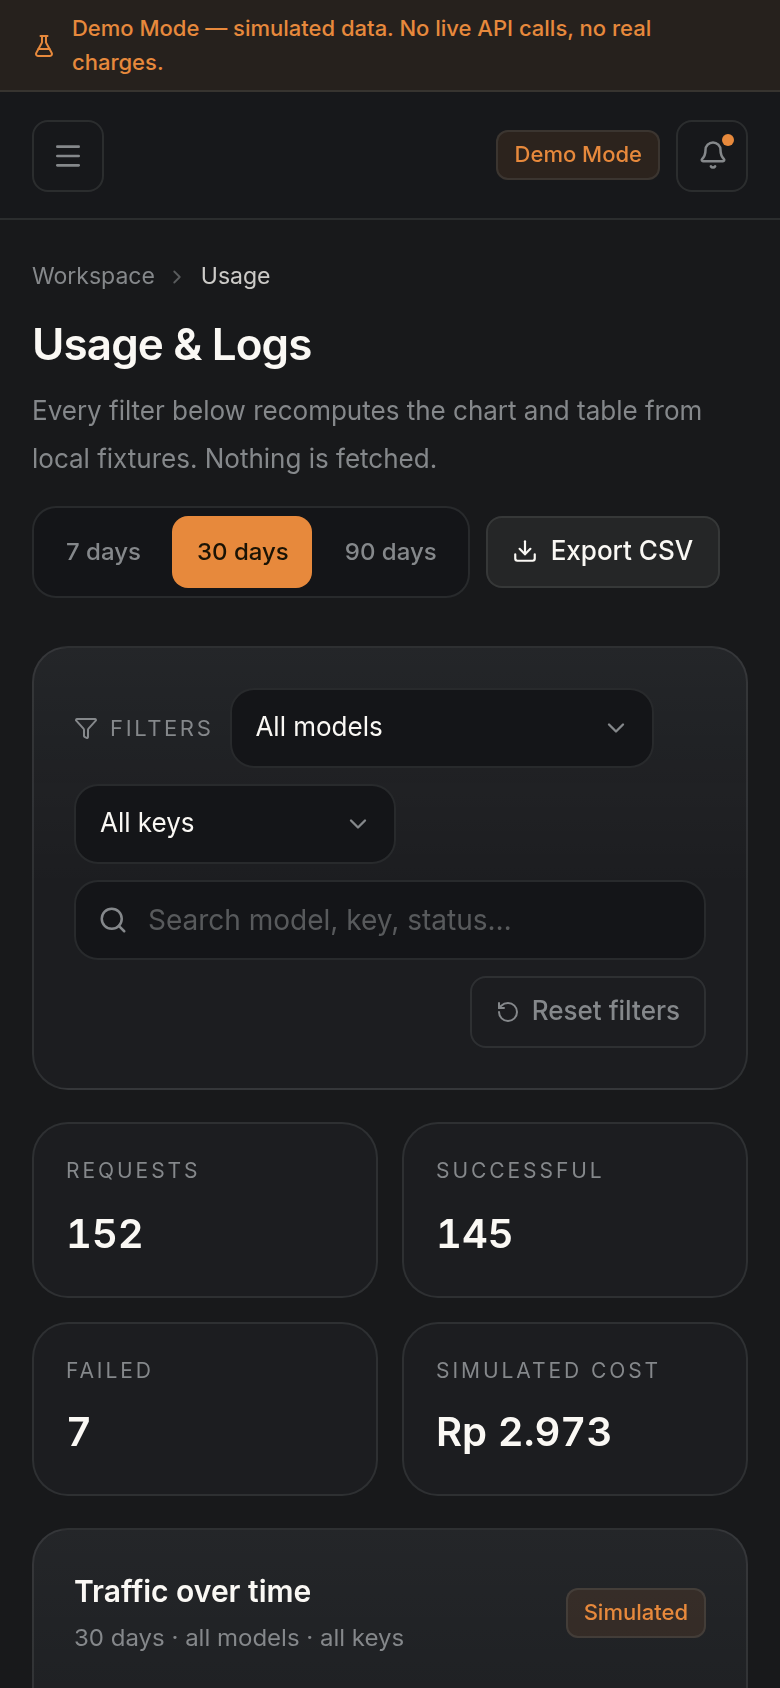 Demo Mode — simulated data. No live API calls, no real
charges.
Demo Mode
Workspace > Usage
Usage & Logs
Every filter below recomputes the chart and table from
local fixtures. Nothing is fetched.
7 days 30 days 90 days Export CSV
FILTERS All models
All keys
Search model, key, status...
Reset filters
REQUESTS SUCCESSFUL
152 145
FAILED SIMULATED COST
7 Rp 2.973
Traffic over time
Simulated
30 days · all models · all keys